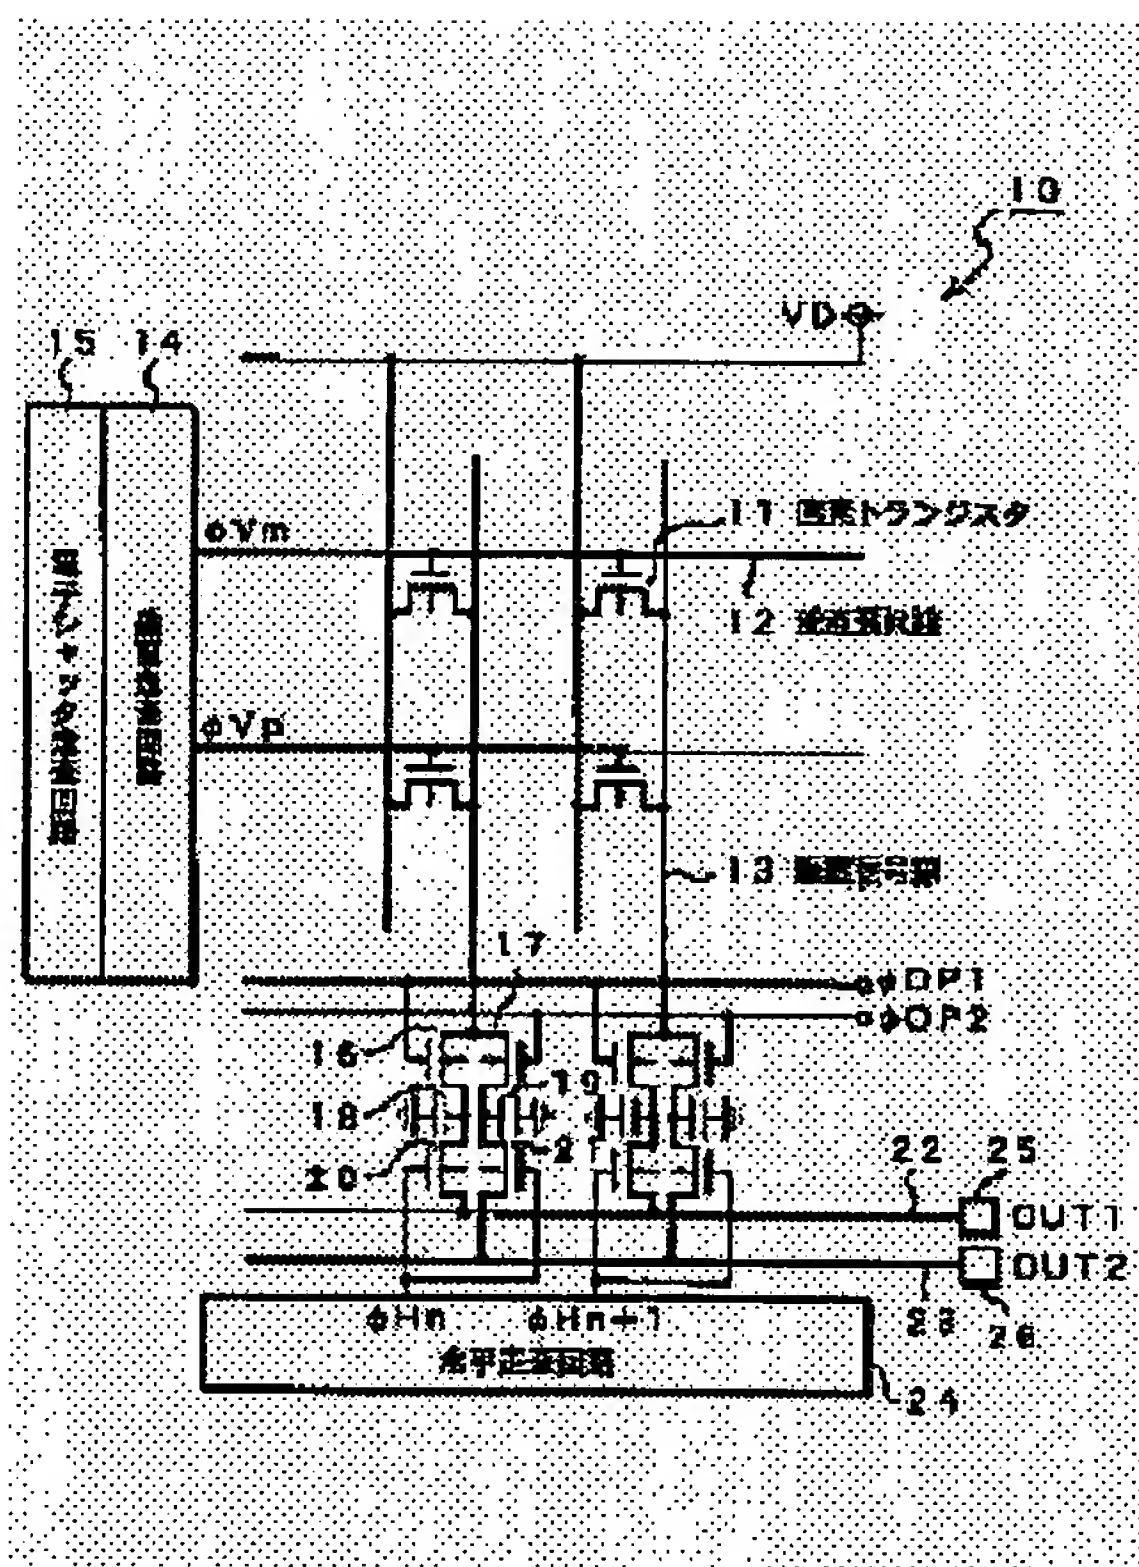 10
VD
15 14
φVm
11 画素トランジスタ
12 垂直選択線
φVp
13 垂直信号線
17
φOP1
φOP2
16
19
18
20
22 25
OUT1
OUT2
23 26
φHn φHn+1
水平走査回路
24